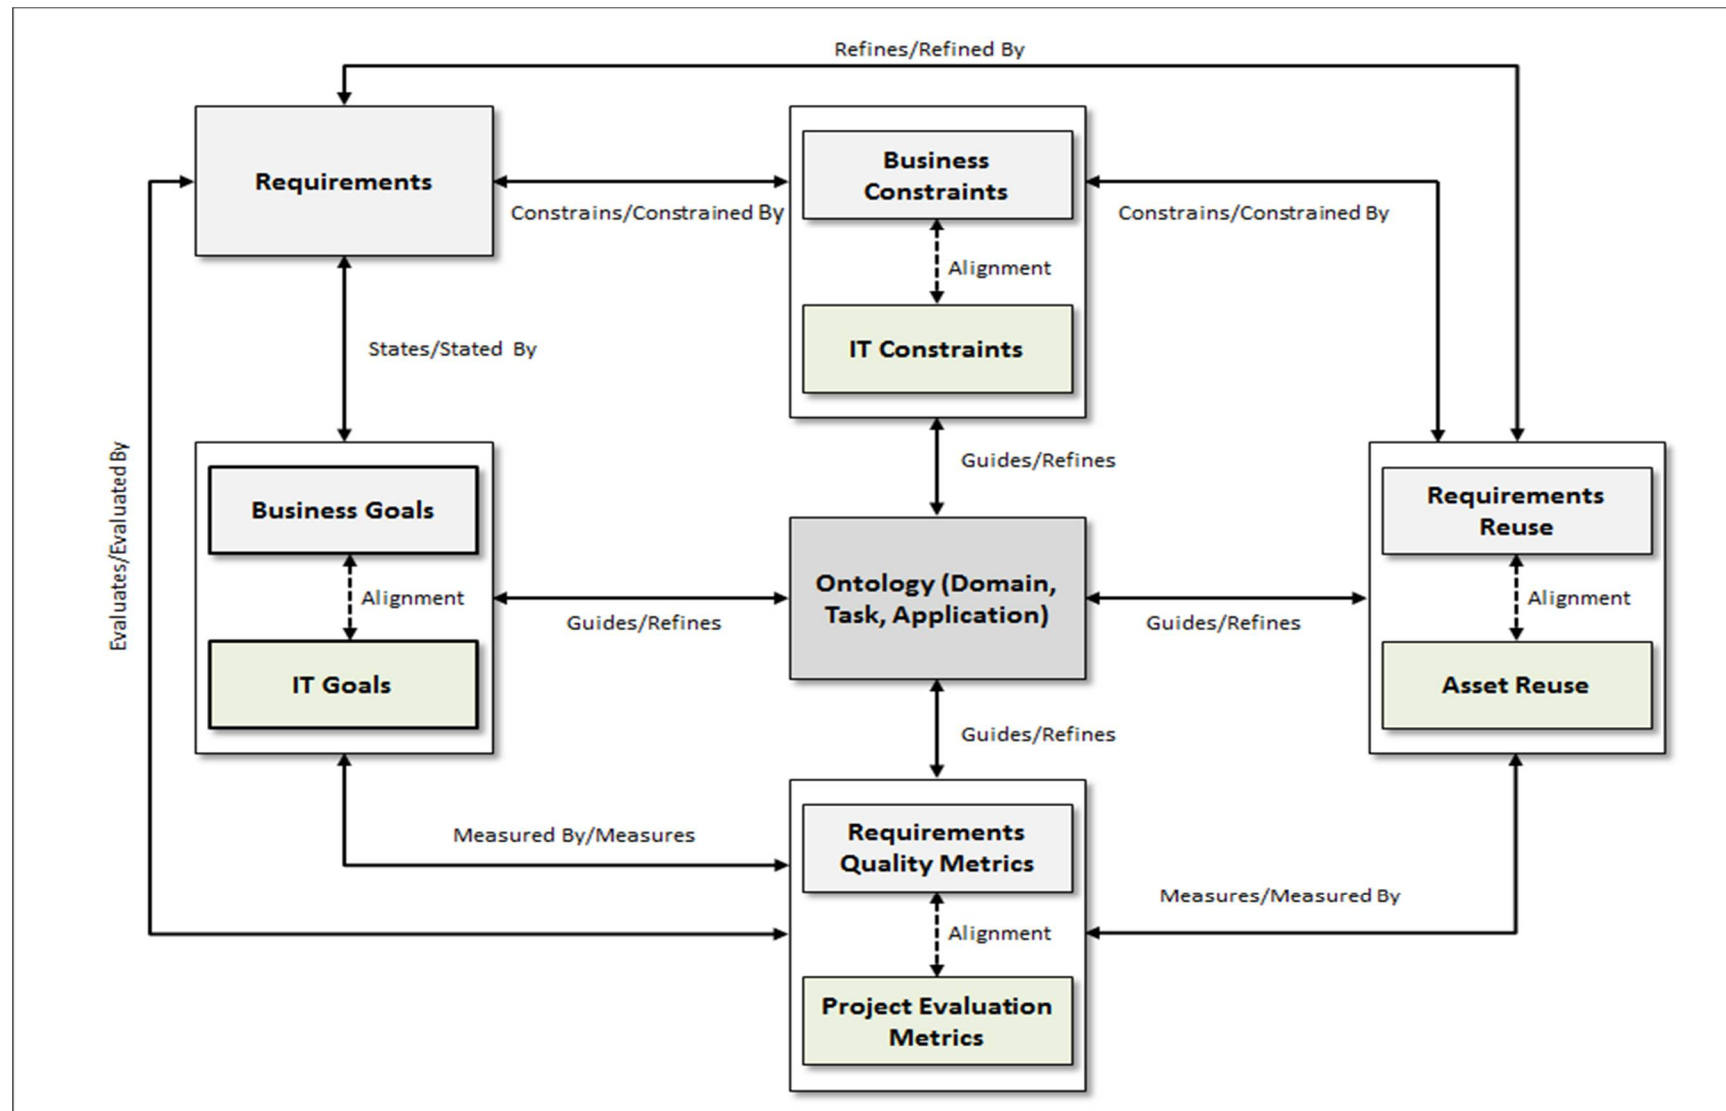 Refines/Refined By
Requirements
Business
Constraints
Constrains/Constrained By
Constrains/Constrained By
Alignment
IT Constraints
States/Stated By
Evaluates/Evaluated By
Guides/Refines
Business Goals
Alignment
IT Goals
Guides/Refines
Ontology (Domain,
Task, Application)
Guides/Refines
Requirements
Reuse
Alignment
Asset Reuse
Guides/Refines
Measured By/Measures
Requirements
Quality Metrics
Alignment
Project Evaluation
Metrics
Measures/Measured By